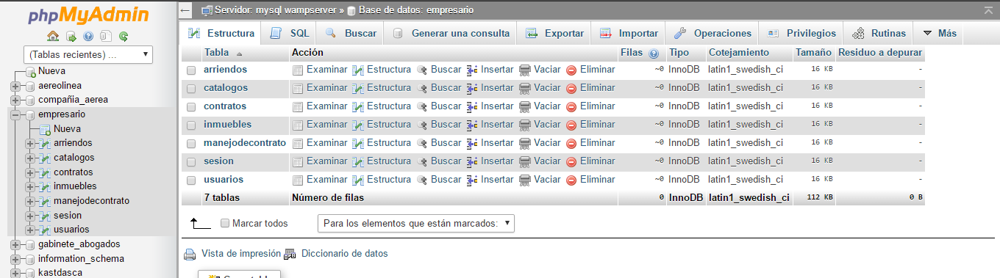 phpMyAdmin
(Tablas recientes) ...
Nueva
aereolinea
compañia_aerea
empresario
Nueva
arriendos
catalogos
contratos
inmuebles
manejodecontrato
sesion
usuarios
gabinete_abogados
information_schema
kastdasca
Servidor: mysql wampserver » Base de datos: empresario
Estructura SQL Buscar Generar una consulta Exportar Importar Operaciones Privilegios Rutinas Más
Tabla Acción Filas Tipo Cotejamiento Tamaño Residuo a depurar
arriendos Examinar Estructura Buscar Insertar Vaciar Eliminar ~0 InnoDB latin1_swedish_ci 16 KB -
catalogos Examinar Estructura Buscar Insertar Vaciar Eliminar ~0 InnoDB latin1_swedish_ci 16 KB -
contratos Examinar Estructura Buscar Insertar Vaciar Eliminar ~0 InnoDB latin1_swedish_ci 16 KB -
inmuebles Examinar Estructura Buscar Insertar Vaciar Eliminar ~0 InnoDB latin1_swedish_ci 16 KB -
manejodecontrato Examinar Estructura Buscar Insertar Vaciar Eliminar ~0 InnoDB latin1_swedish_ci 16 KB -
sesion Examinar Estructura Buscar Insertar Vaciar Eliminar ~0 InnoDB latin1_swedish_ci 16 KB -
usuarios Examinar Estructura Buscar Insertar Vaciar Eliminar ~0 InnoDB latin1_swedish_ci 16 KB -
7 tablas Número de filas 0 InnoDB latin1_swedish_ci 112 KB 0 B
Marcar todos Para los elementos que están marcados:
Vista de impresión Diccionario de datos